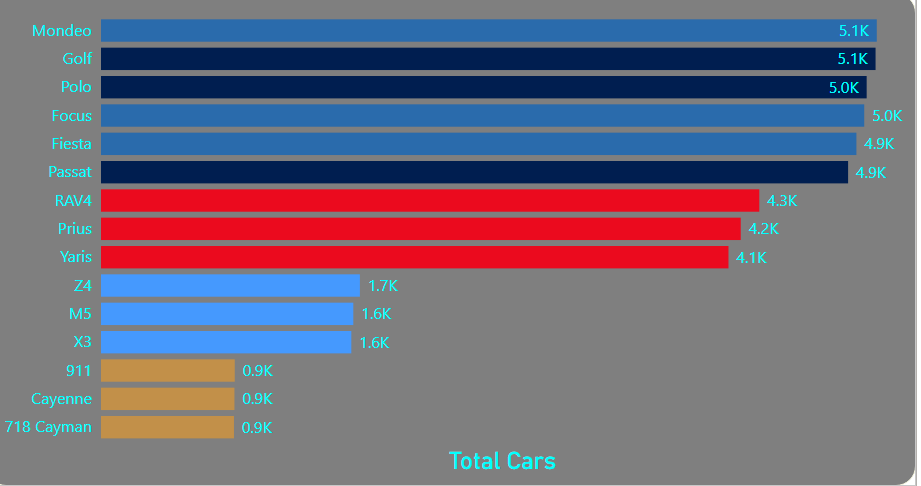 Mondeo 5.1K
Golf 5.1K
Polo 5.0K
Focus 5.0K
Fiesta 4.9K
Passat 4.9K
RAV4 4.3K
Prius 4.2K
Yaris 4.1K
Z4 1.7K
M5 1.6K
X3 1.6K
911 0.9K
Cayenne 0.9K
718 Cayman 0.9K
Total Cars